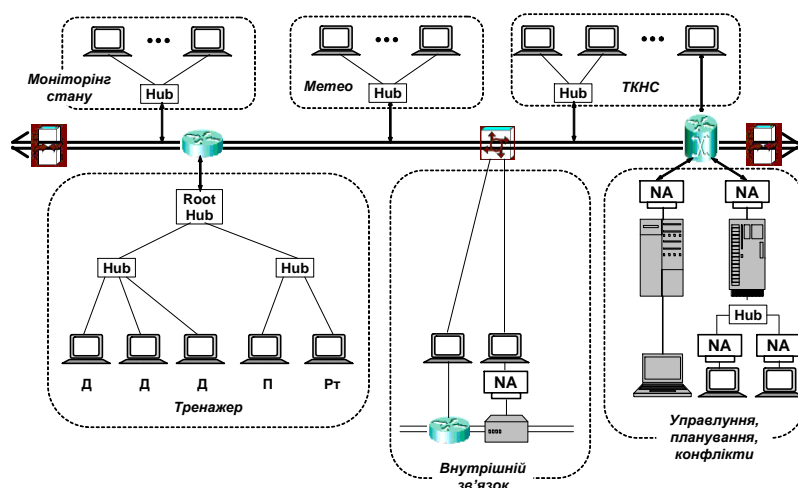 Моніторінг
стану
Hub
Метео
Hub
Hub
ТКНС
Root
Hub
Hub
Hub
Д
Д
Д
П
Рт
Тренажер
NA
Внутрішній
зв’язок
NA
NA
Hub
NA
NA
Управлуння,
планування,
конфлікти